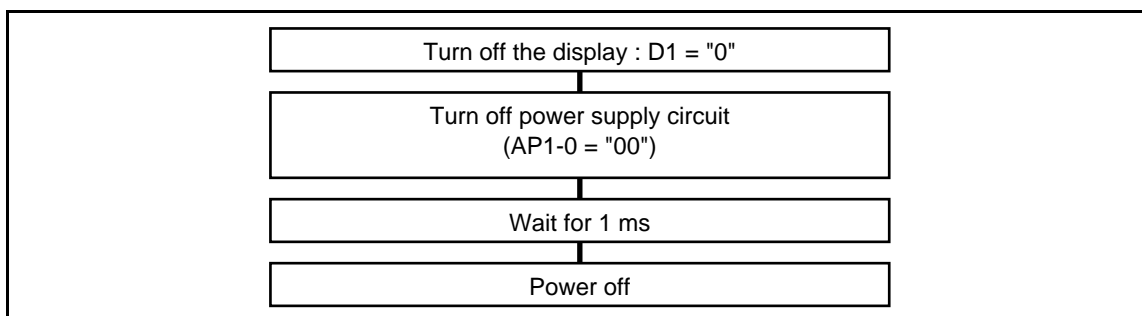 Turn off the display : D1 = "0"
Turn off power supply circuit
(AP1-0 = "00")
Wait for 1 ms
Power off